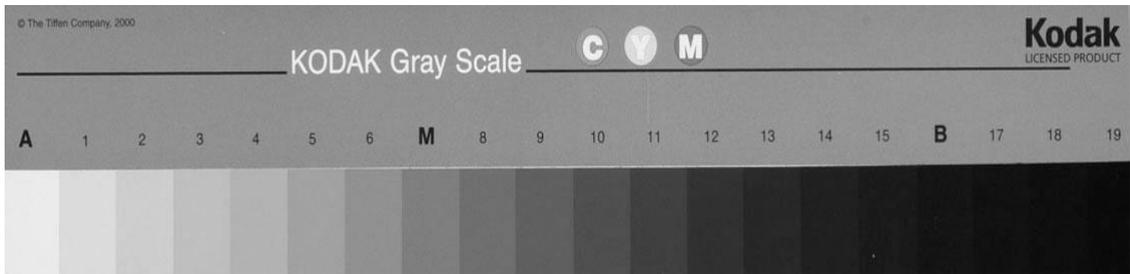 © The Tiffen Company, 2000
KODAK Gray Scale
C Y M
Kodak
LICENSED PRODUCT
A 1 2 3 4 5 6 M 8 9 10 11 12 13 14 15 B 17 18 19